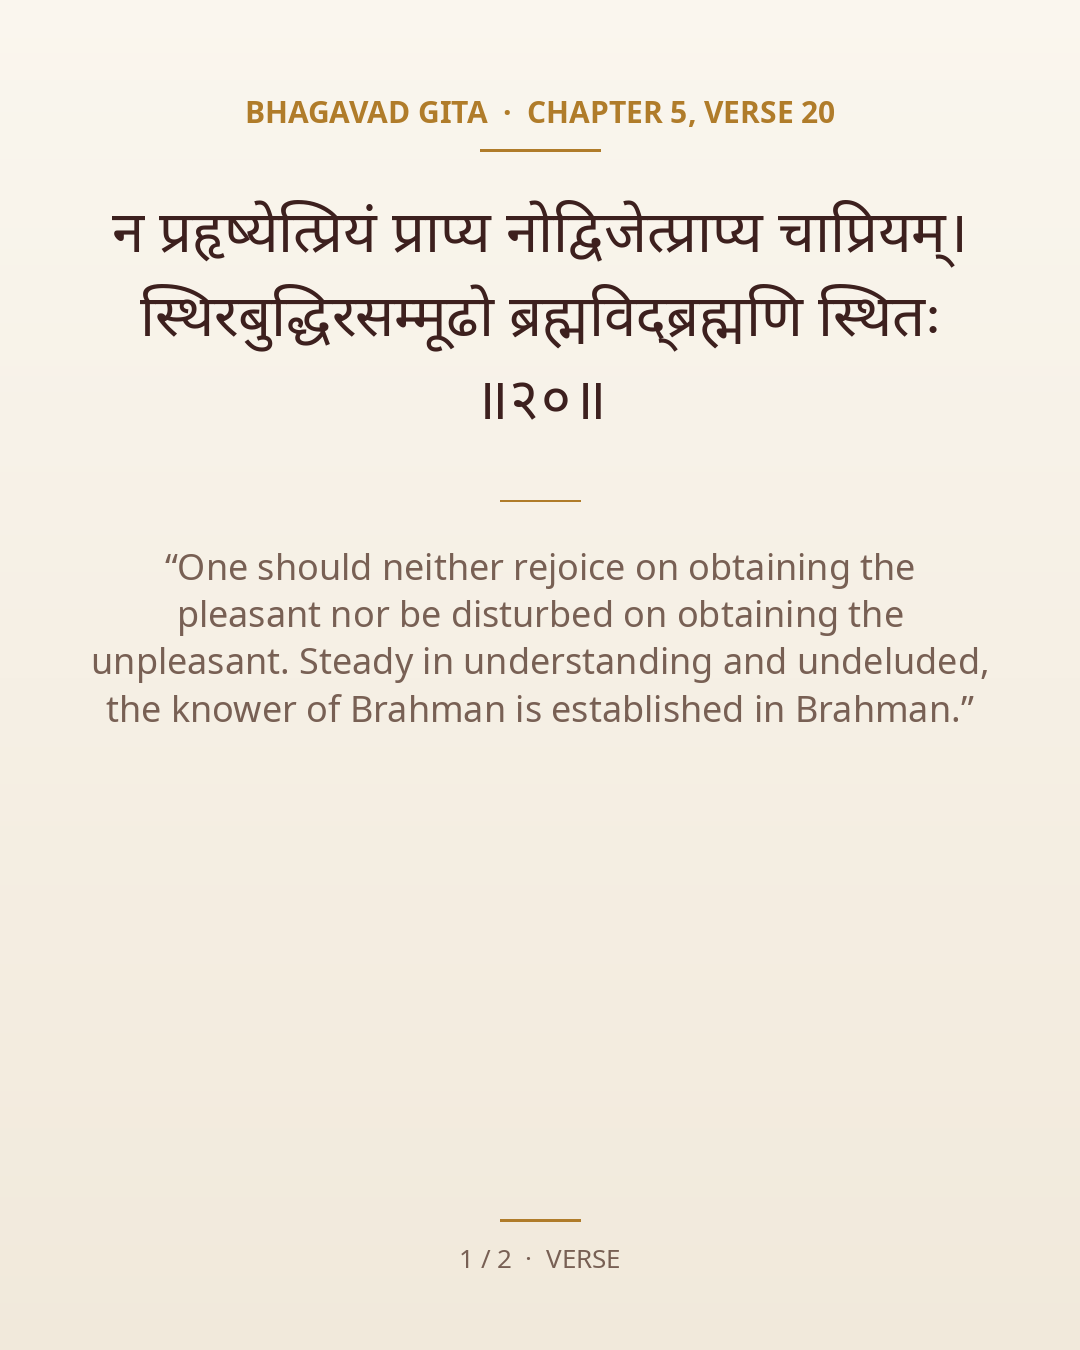 BHAGAVAD GITA · CHAPTER 5, VERSE 20
न प्रहृष्येत्प्रियं प्राप्य नोद्विजेत्प्राप्य चाप्रियम्।
स्थिरबुद्धिरसम्मूढो ब्रह्मविद्ब्रह्मणि स्थितः
॥२०॥
“One should neither rejoice on obtaining the
pleasant nor be disturbed on obtaining the
unpleasant. Steady in understanding and undeluded,
the knower of Brahman is established in Brahman.”
1 / 2 · VERSE